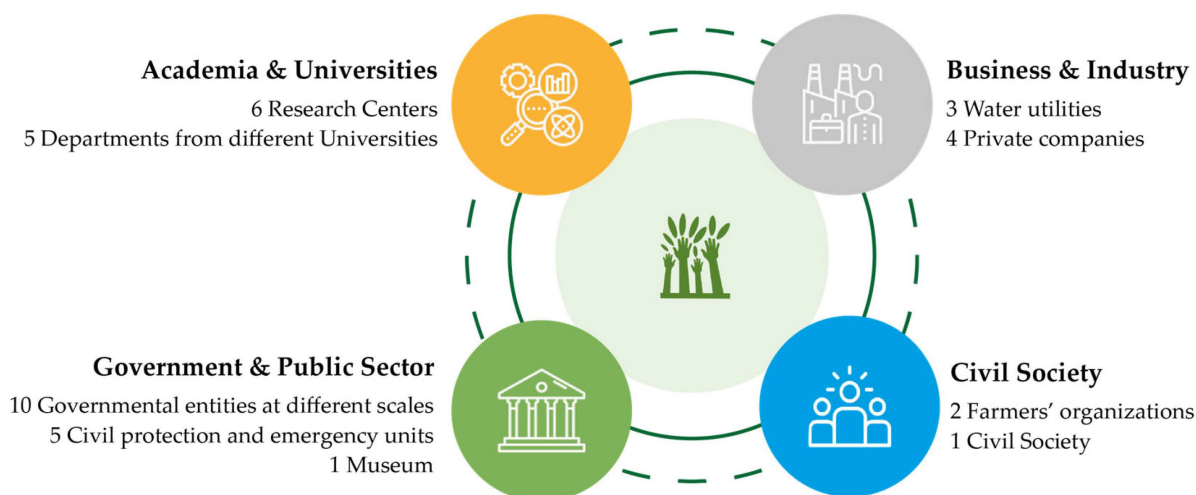 Academia & Universities
6 Research Centers
5 Departments from different Universities
Business & Industry
3 Water utilities
4 Private companies
Government & Public Sector
10 Governmental entities at different scales
5 Civil protection and emergency units
1 Museum
Civil Society
2 Farmers’ organizations
1 Civil Society